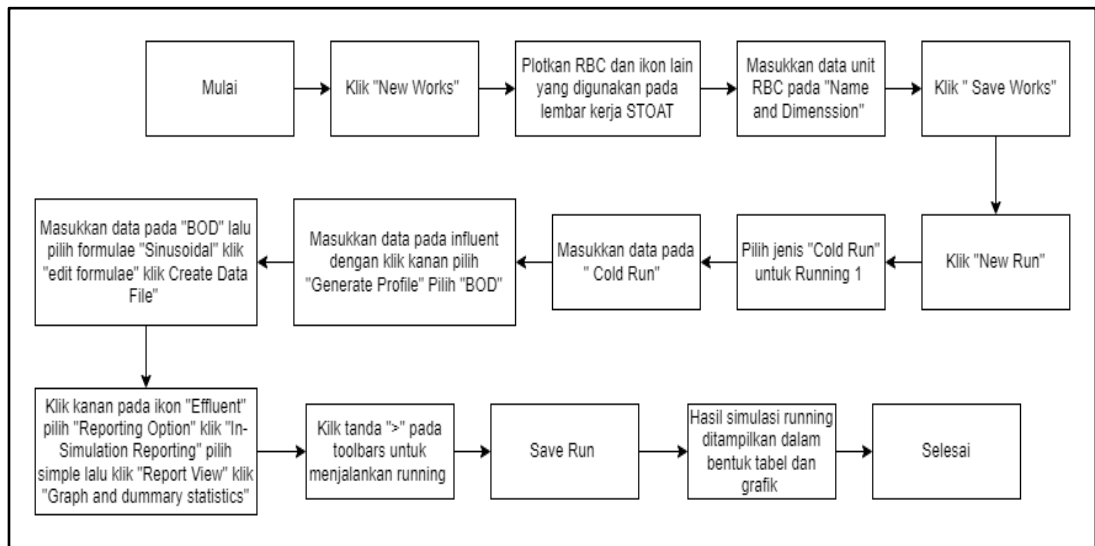 Mulai
Klik "New Works"
Plotkan RBC dan ikon lain
yang digunakan pada
lembar kerja STOAT
Masukkan data unit
RBC pada "Name
and Dimenssion"
Klik " Save Works"
Klik "New Run"
Pilih jenis "Cold Run"
untuk Running 1
Masukkan data pada
" Cold Run"
Masukkan data pada influent
dengan klik kanan pilih
"Generate Profile" Pilih "BOD"
Masukkan data pada "BOD" lalu
pilih formulae "Sinusoidal" klik
"edit formulae" klik Create Data
File"
Klik kanan pada ikon "Effluent"
pilih "Reporting Option" klik "In-
Simulation Reporting" pilih
simple lalu klik "Report View" klik
"Graph and dummary statistics"
Kilk tanda ">" pada
toolbars untuk
menjalankan running
Save Run
Hasil simulasi running
ditampilkan dalam
bentuk tabel dan
grafik
Selesai